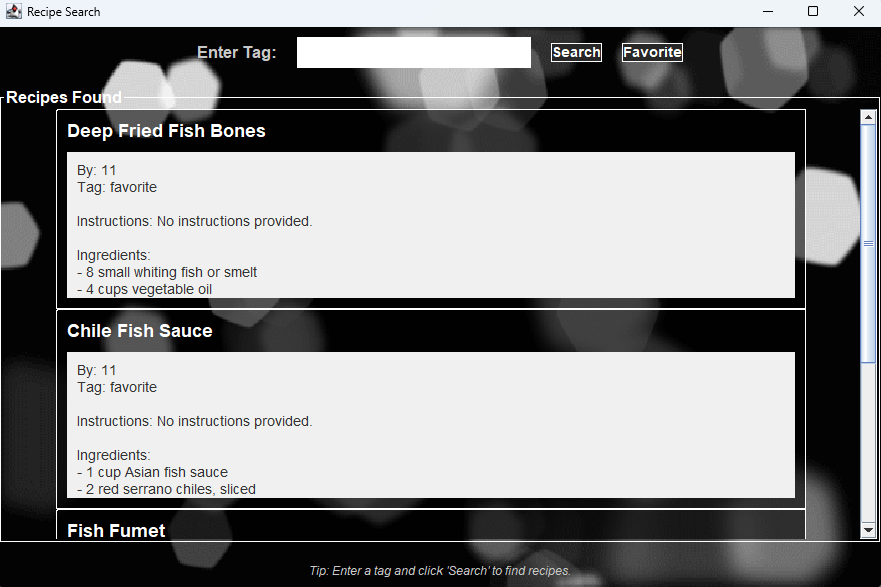 Recipe Search
Enter Tag:
Search
Favorite
Recipes Found
Deep Fried Fish Bones
By: 11
Tag: favorite
Instructions: No instructions provided.
Ingredients:
- 8 small whiting fish or smelt
- 4 cups vegetable oil
Chile Fish Sauce
By: 11
Tag: favorite
Instructions: No instructions provided.
Ingredients:
- 1 cup Asian fish sauce
- 2 red serrano chiles, sliced
Fish Fumet
Tip: Enter a tag and click 'Search' to find recipes.